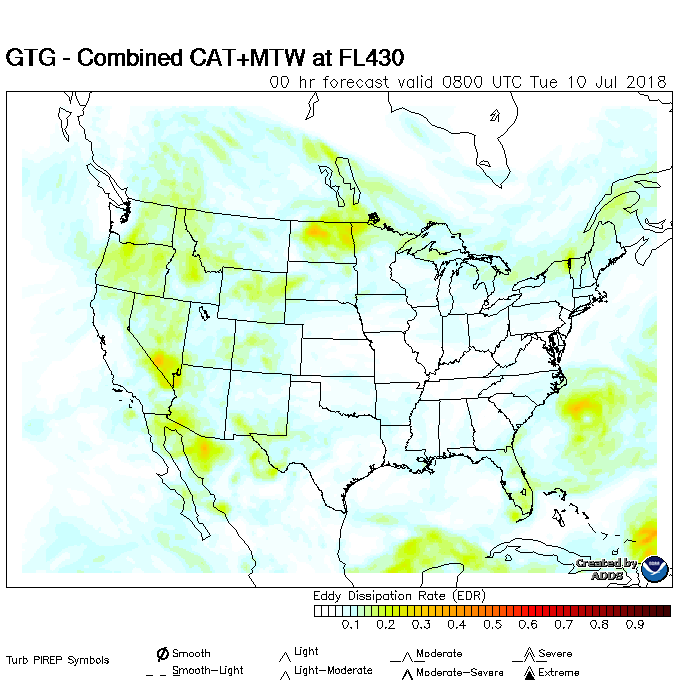 GTG - Combined CAT+MTW at FL430
00 hr forecast valid 0800 UTC Tue 10 Jul 2018
Created by
ADDS
Eddy Dissipation Rate (EDR)
0.1 0.2 0.3 0.4 0.5 0.6 0.7 0.8 0.9
Turb PIREP Symbols
Smooth Light Moderate Severe
Smooth-Light Light-Moderate Moderate-Severe Extreme